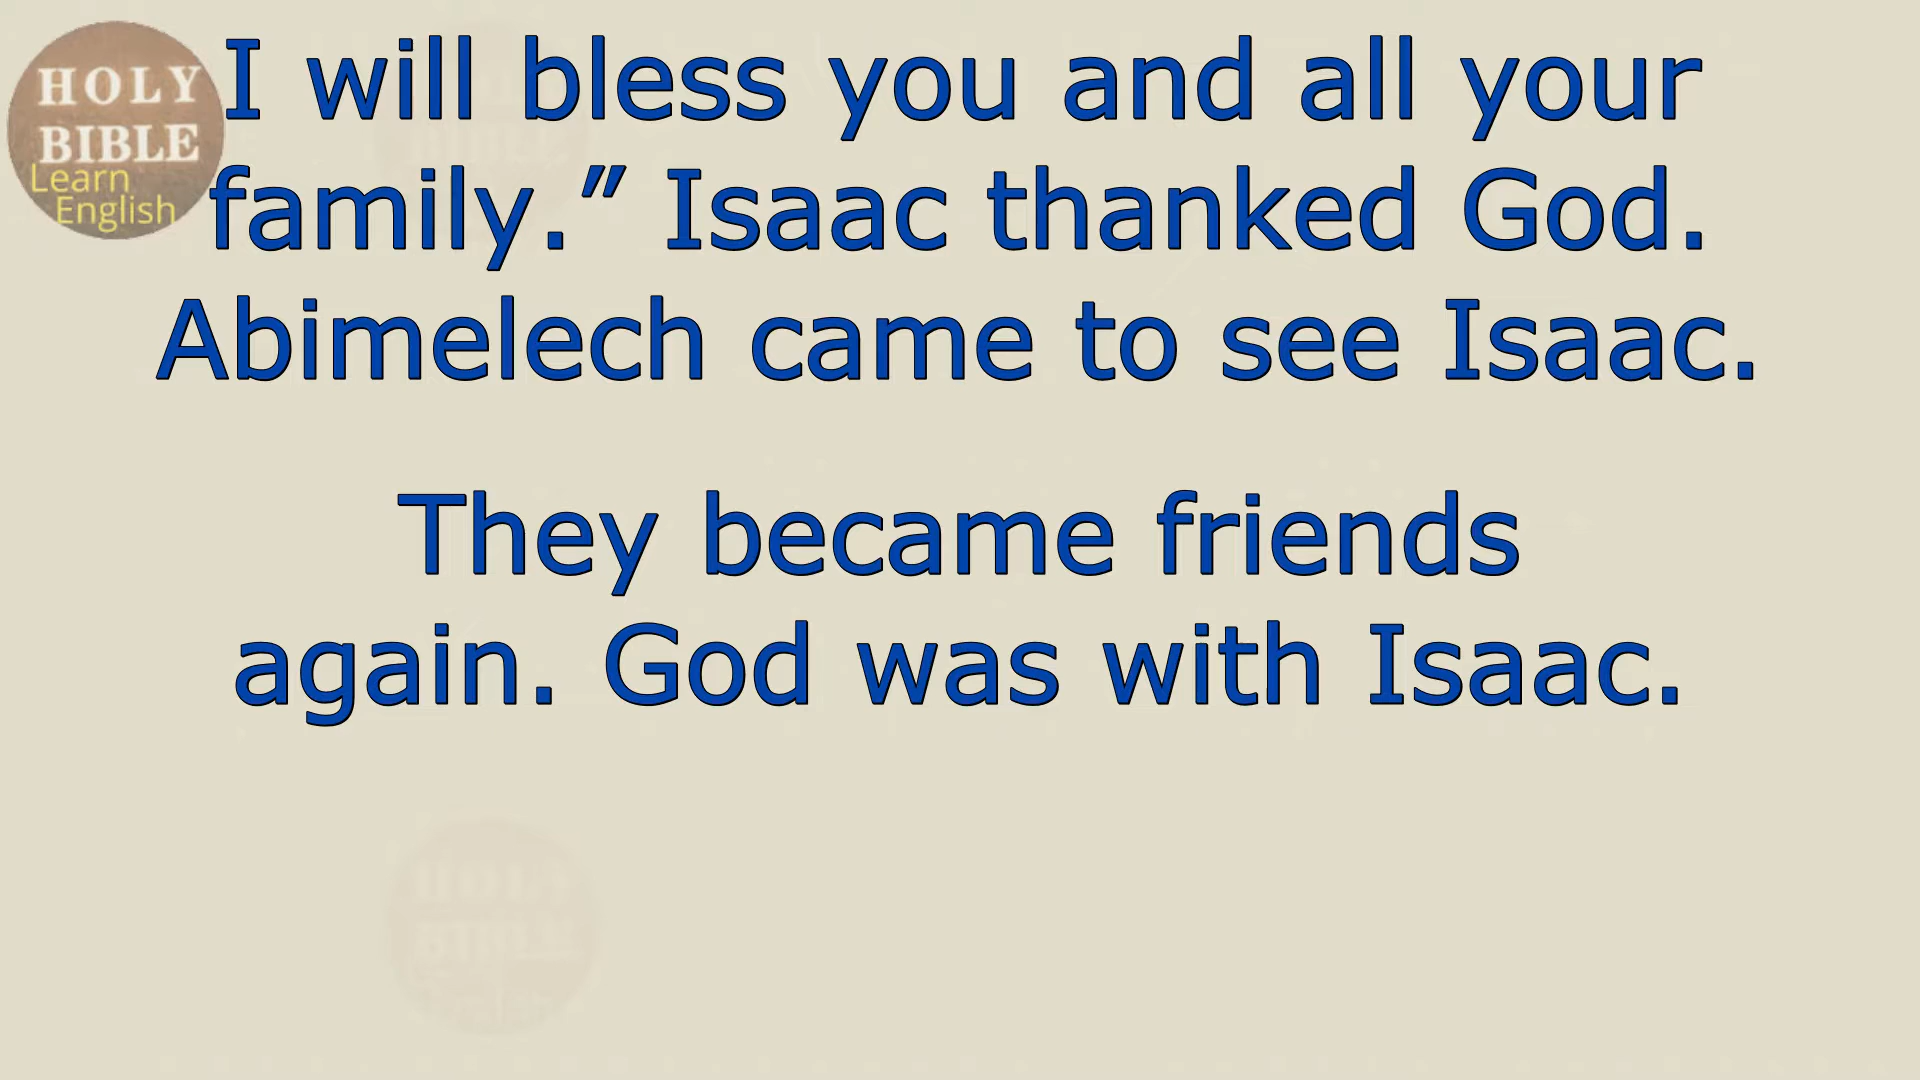 HOLY
BIBLE
Learn
English
I will bless you and all your
family.” Isaac thanked God.
Abimelech came to see Isaac.
They became friends
again. God was with Isaac.